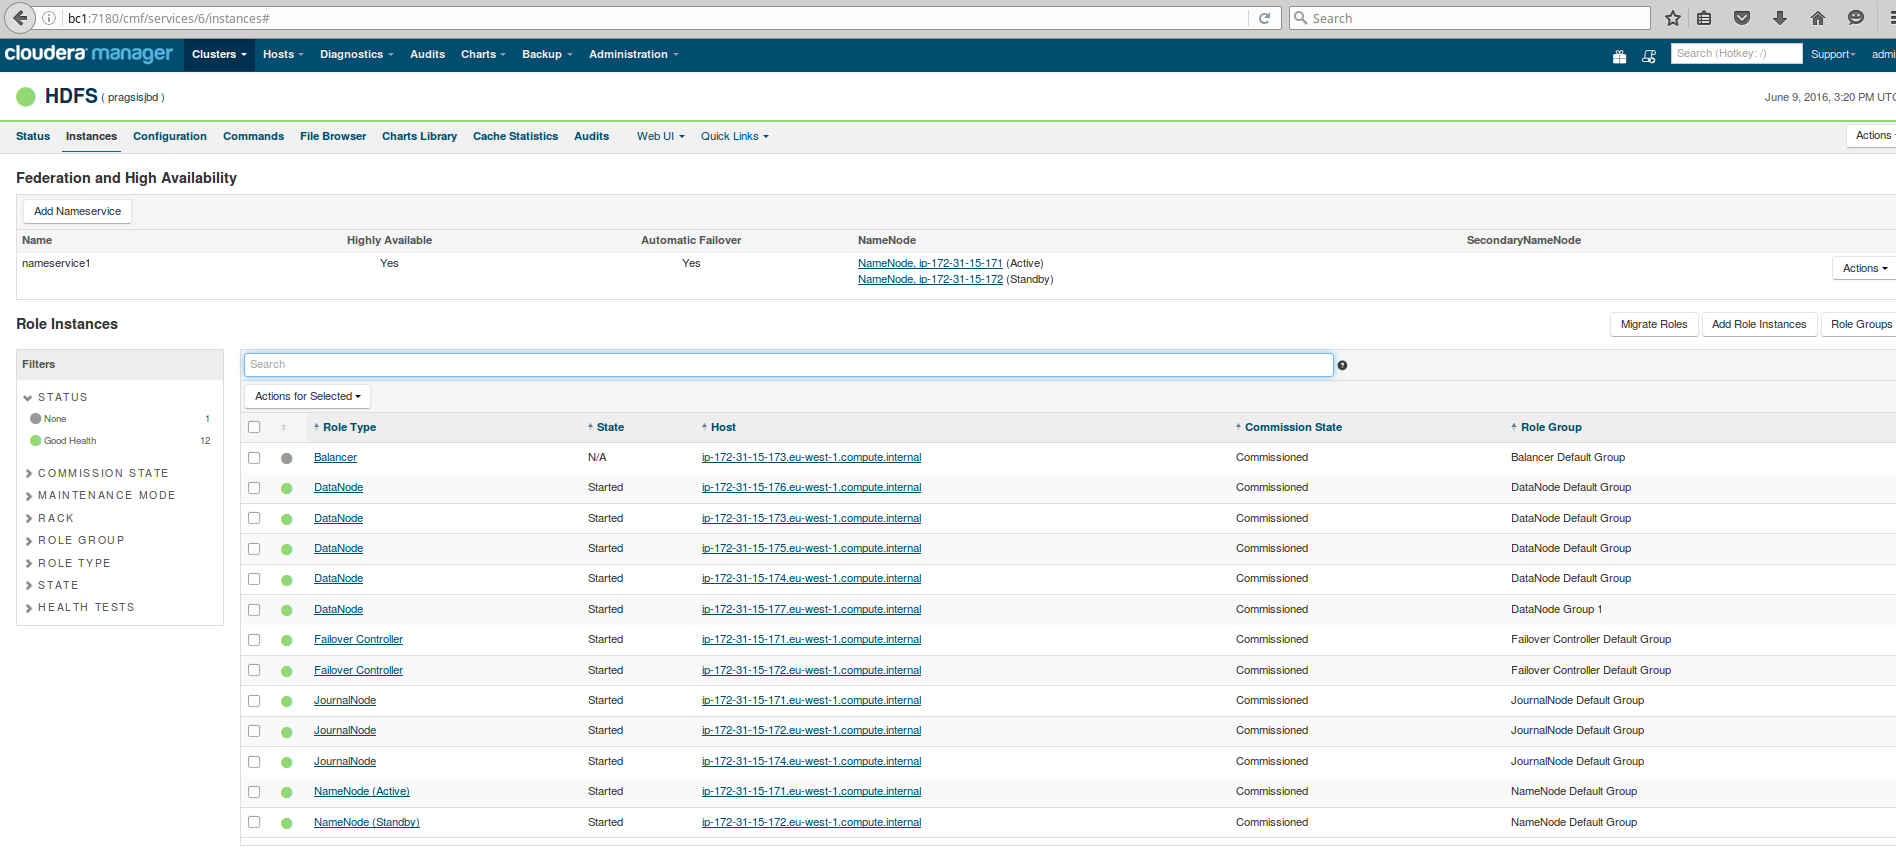 bc1:7180/cmf/services/6/instances#
Search
cloudera manager Clusters Hosts Diagnostics Audits Charts Backup Administration Search (Hotkey: /) Support
HDFS ( pragsisjbd )
June 9, 2016, 3:20 PM UTC
Status Instances Configuration Commands File Browser Charts Library Cache Statistics Audits Web UI Quick Links Actions
Federation and High Availability
Add Nameservice
Name Highly Available Automatic Failover NameNode SecondaryNameNode
nameservice1 Yes Yes NameNode, ip-172-31-15-171 (Active) Actions
NameNode, ip-172-31-15-172 (Standby)
Role Instances Migrate Roles Add Role Instances Role Groups
Filters
STATUS
None 1
Good Health 12
COMMISSION STATE
MAINTENANCE MODE
RACK
ROLE GROUP
ROLE TYPE
STATE
HEALTH TESTS
Search ?
Actions for Selected
Role Type State Host Commission State Role Group
Balancer N/A ip-172-31-15-173.eu-west-1.compute.internal Commissioned Balancer Default Group
DataNode Started ip-172-31-15-176.eu-west-1.compute.internal Commissioned DataNode Default Group
DataNode Started ip-172-31-15-173.eu-west-1.compute.internal Commissioned DataNode Default Group
DataNode Started ip-172-31-15-175.eu-west-1.compute.internal Commissioned DataNode Default Group
DataNode Started ip-172-31-15-174.eu-west-1.compute.internal Commissioned DataNode Default Group
DataNode Started ip-172-31-15-177.eu-west-1.compute.internal Commissioned DataNode Group 1
Failover Controller Started ip-172-31-15-171.eu-west-1.compute.internal Commissioned Failover Controller Default Group
Failover Controller Started ip-172-31-15-172.eu-west-1.compute.internal Commissioned Failover Controller Default Group
JournalNode Started ip-172-31-15-171.eu-west-1.compute.internal Commissioned JournalNode Default Group
JournalNode Started ip-172-31-15-172.eu-west-1.compute.internal Commissioned JournalNode Default Group
JournalNode Started ip-172-31-15-174.eu-west-1.compute.internal Commissioned JournalNode Default Group
NameNode (Active) Started ip-172-31-15-171.eu-west-1.compute.internal Commissioned NameNode Default Group
NameNode (Standby) Started ip-172-31-15-172.eu-west-1.compute.internal Commissioned NameNode Default Group